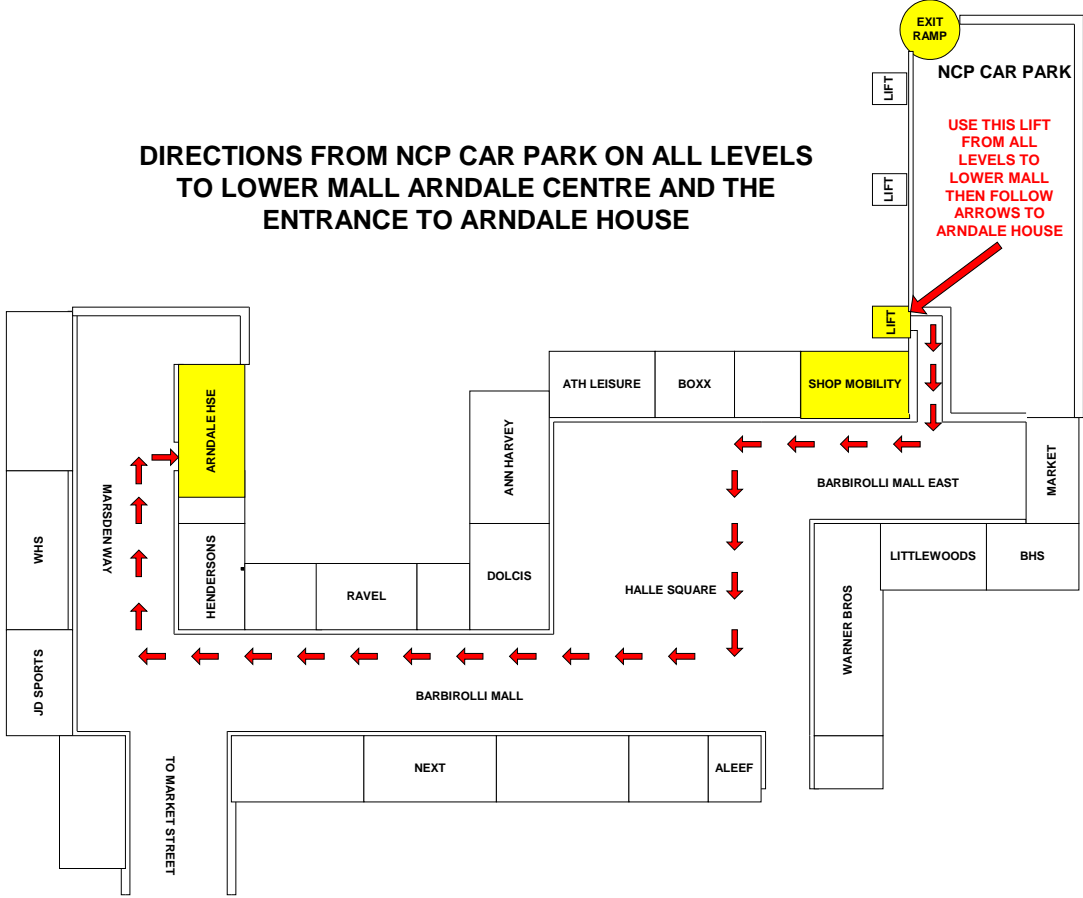 EXIT
RAMP
NCP CAR PARK
LIFT
DIRECTIONS FROM NCP CAR PARK ON ALL LEVELS
TO LOWER MALL ARNDALE CENTRE AND THE
ENTRANCE TO ARNDALE HOUSE
USE THIS LIFT
FROM ALL
LEVELS TO
LOWER MALL
THEN FOLLOW
ARROWS TO
ARNDALE HOUSE
LIFT
LIFT
ATH LEISURE
BOXX
SHOP MOBILITY
ARNDALE HSE
ANN HARVEY
BARBIROLLI MALL EAST
MARKET
MARSDEN WAY
WHS
HENDERSONS
RAVEL
DOLCIS
HALLE SQUARE
LITTLEWOODS
BHS
WARNER BROS
JD SPORTS
BARBIROLLI MALL
TO MARKET STREET
NEXT
ALEEF